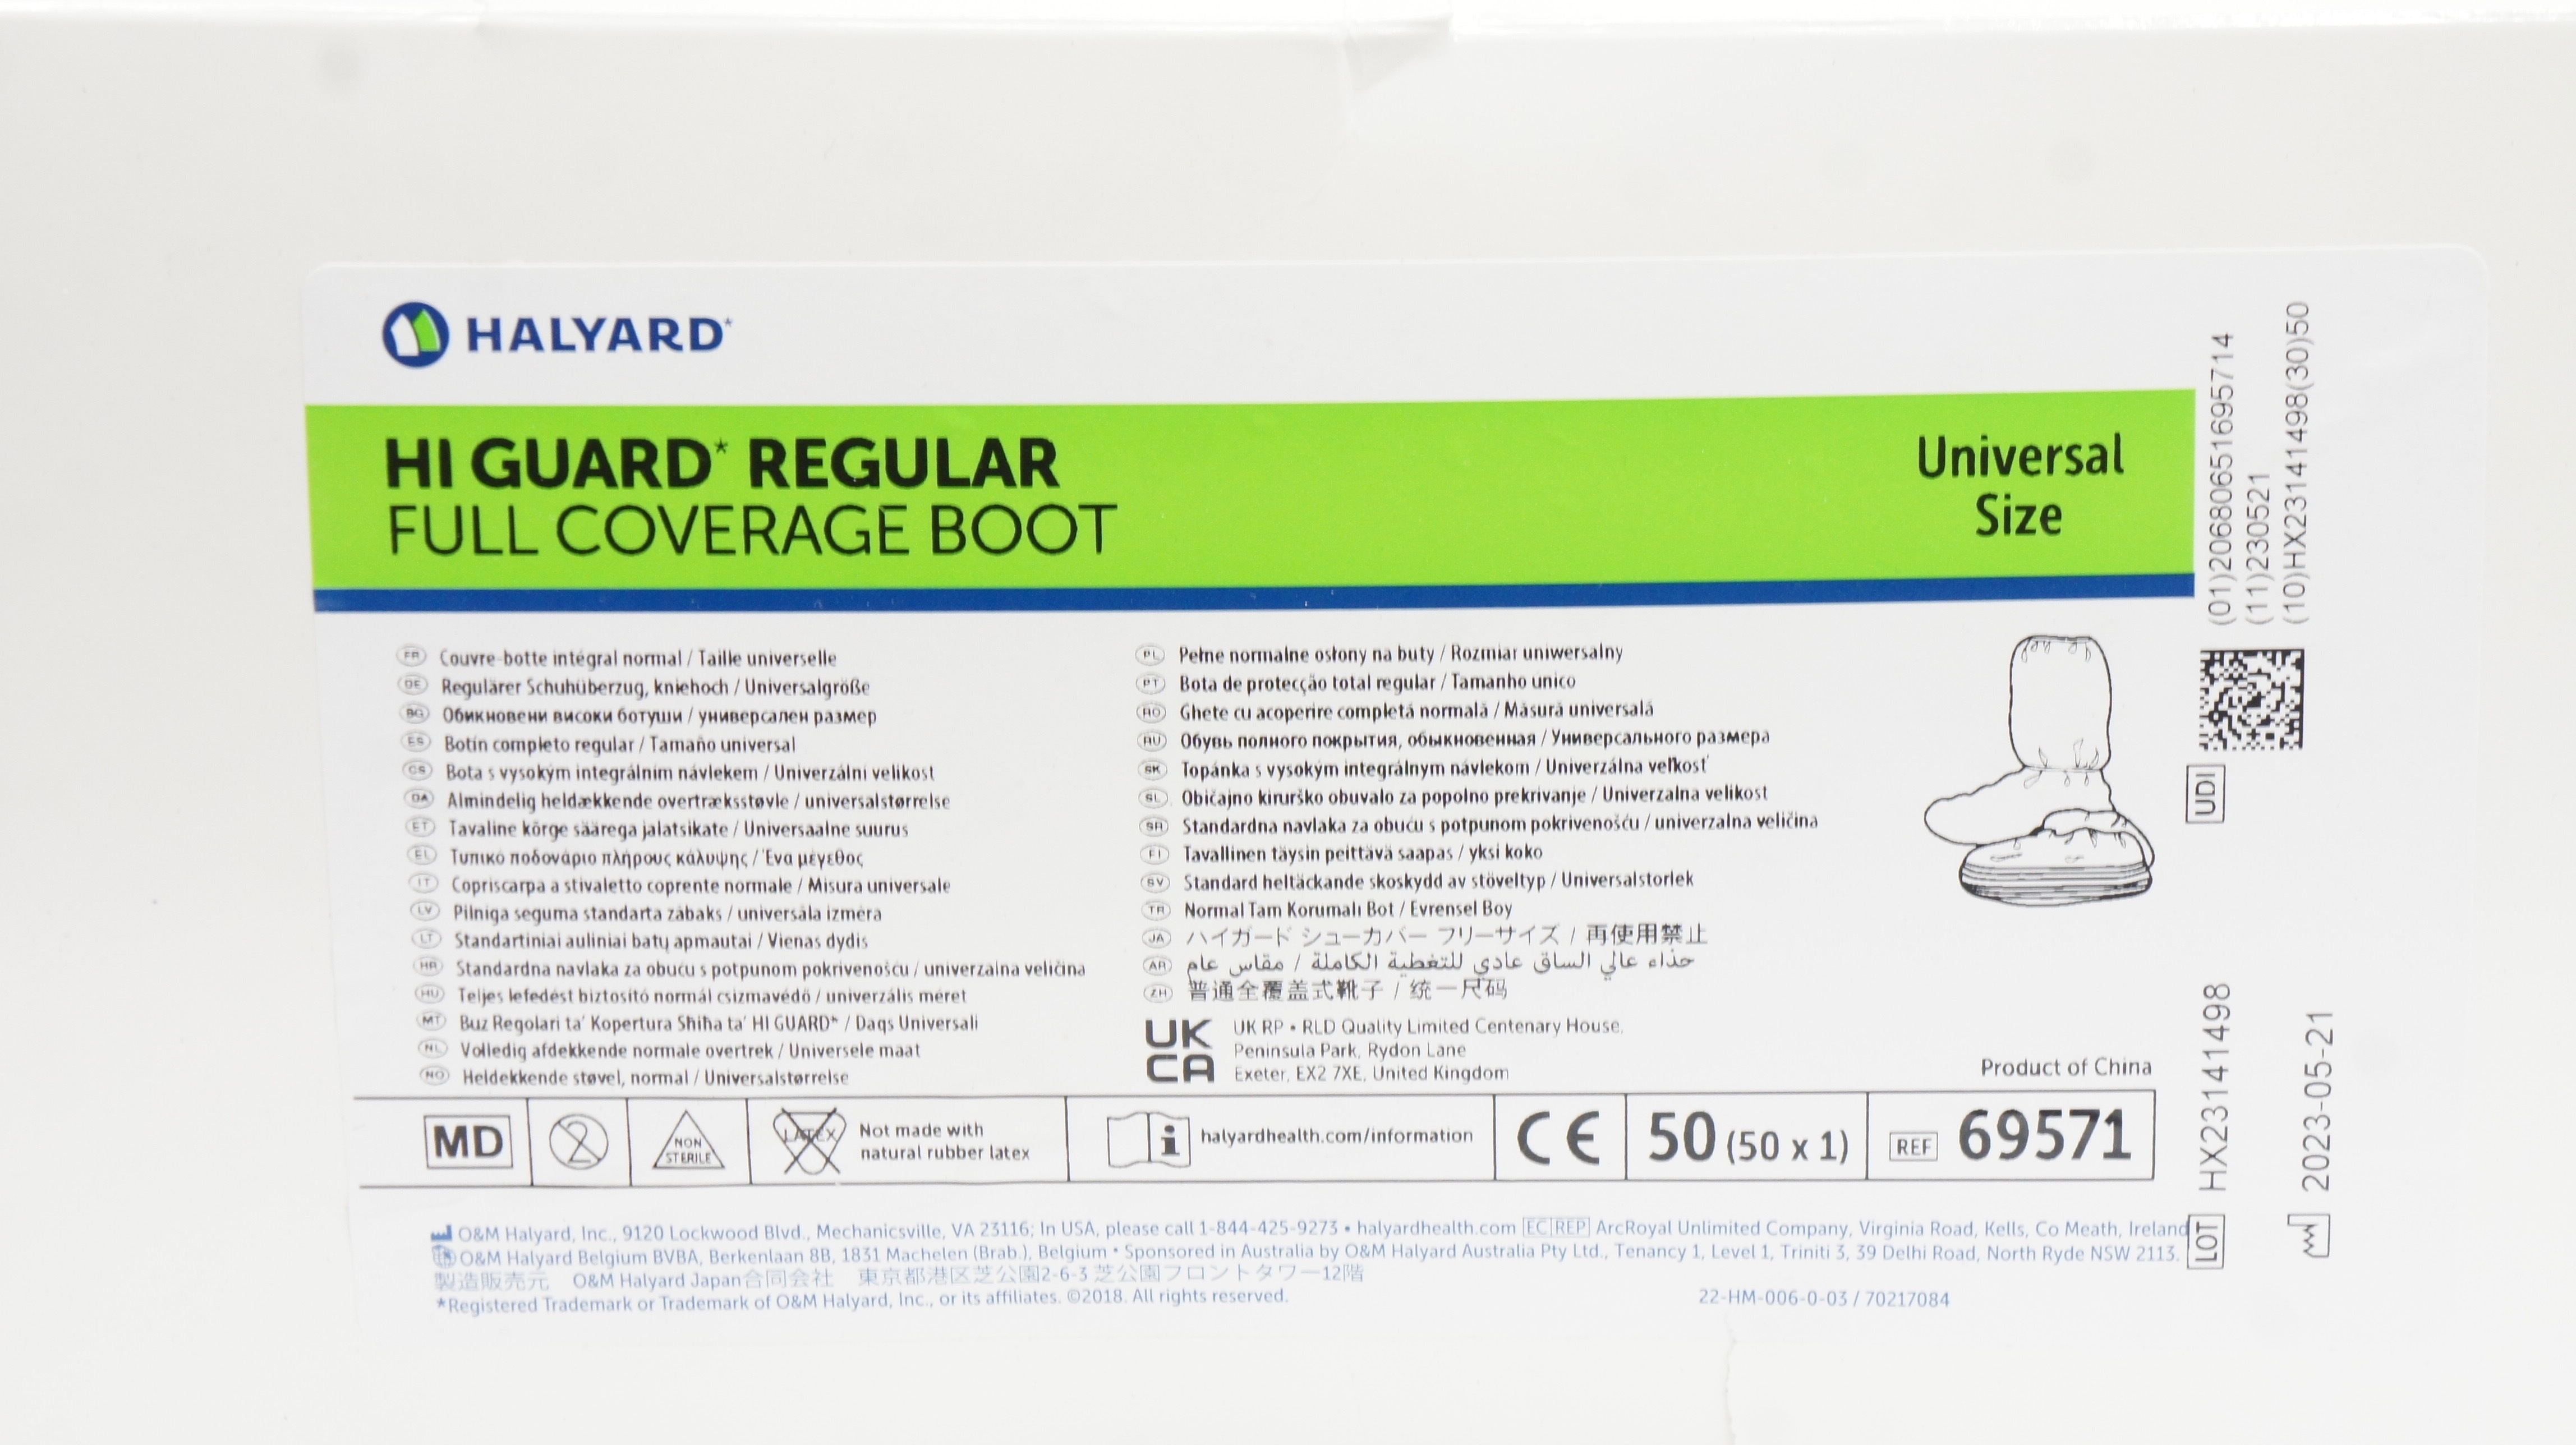 HALYARD*
HI GUARD* REGULAR
FULL COVERAGE BOOT
Universal
Size
FR Couvre-botte intégral normal / Taille universelle
DE Regulärer Schuhüberzug, kniehoch / Universalgröße
BG Обикновени високи ботуши / универсален размер
ES Botín completo regular / Tamaño universal
CS Bota s vysokým integrálním návlekem / Univerzální velikost
DA Almindelig heldækkende overtræksstøvle / universalstørrelse
ET Tavaline kõrge säärega jalatsikate / Universaalne suurus
EL Τυπικό ποδονάριο πλήρους κάλυψης / Ένα μέγεθος
IT Copriscarpa a stivaletto coprente normale / Misura universale
LV Pilnīga seguma standarta zābaks / universāla izmēra
LT Standartiniai auliniai batų apmautai / Vienas dydis
HR Standardna navlaka za obuću s potpunom pokrivenošću / univerzalna veličina
HU Teljes lefedést biztosító normál csizmavédő / univerzális méret
MT Buz Regolari ta' Kopertura Sħiħa ta' HI GUARD* / Daqs Universali
NL Volledig afdekkende normale overtrek / Universele maat
NO Heldekkende støvel, normal / Universalstørrelse
PL Pełne normalne osłony na buty / Rozmiar uniwersalny
PT Bota de protecção total regular / Tamanho único
RO Ghete cu acoperire completă normală / Măsură universală
RU Обувь полного покрытия, обыкновенная / Универсального размера
SK Topánka s vysokým integrálnym návlekom / Univerzálna veľkosť
SL Običajno kirurško obuvalo za popolno prekrivanje / Univerzalna velikost
SR Standardna navlaka za obuću s potpunom pokrivenošću / univerzalna veličina
FI Tavallinen täysin peittävä saapas / yksi koko
SV Standard heltäckande skoskydd av stöveltyp / Universalstorlek
TR Normal Tam Korumalı Bot / Evrensel Boy
JA ハイガード シューカバー フリーサイズ / 再使用禁止
AR حذاء عالي الساق عادي للتغطية الكاملة / مقاس عام
ZH 普通全覆盖式靴子 / 统一尺码
UK
CA
UK RP • RLD Quality Limited Centenary House,
Peninsula Park, Rydon Lane
Exeter, EX2 7XE, United Kingdom
Product of China
MD
2
NON
STERILE
LATEX
Not made with
natural rubber latex
i
halyardhealth.com/information
CE
50 (50 x 1)
REF 69571
O&M Halyard, Inc., 9120 Lockwood Blvd., Mechanicsville, VA 23116; In USA, please call 1-844-425-9273 • halyardhealth.com EC REP ArcRoyal Unlimited Company, Virginia Road, Kells, Co Meath, Ireland
O&M Halyard Belgium BVBA, Berkenlaan 8B, 1831 Machelen (Brab.), Belgium • Sponsored in Australia by O&M Halyard Australia Pty Ltd., Tenancy 1, Level 1, Triniti 3, 39 Delhi Road, North Ryde NSW 2113.
製造販売元 O&M Halyard Japan合同会社 東京都港区芝公園2-6-3 芝公園フロントタワー12階
*Registered Trademark or Trademark of O&M Halyard, Inc., or its affiliates. ©2018. All rights reserved.
22-HM-006-0-03 / 70217084
(01)20680651695714
(11)230521
(10)HX23141498(30)50
UDI
LOT HX23141498
2023-05-21